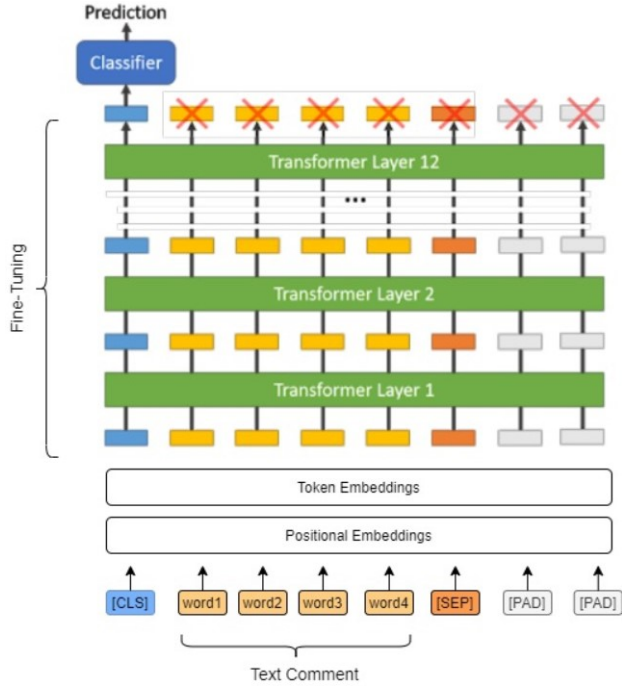 Prediction
Classifier
Transformer Layer 12
...
Transformer Layer 2
Transformer Layer 1
Fine-Tuning
Token Embeddings
Positional Embeddings
[CLS] word1 word2 word3 word4 [SEP] [PAD] [PAD]
Text Comment